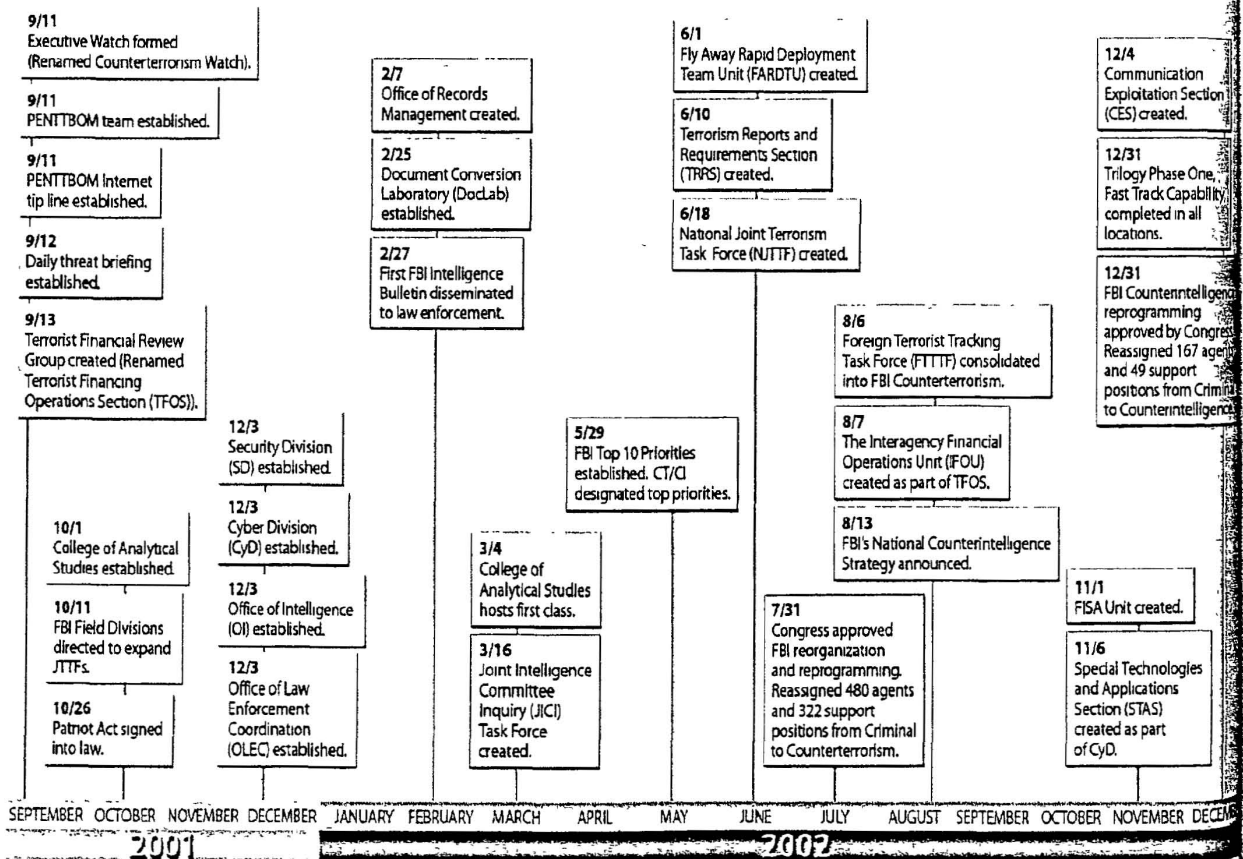 9/11
Executive Watch formed
(Renamed Counterterrorism Watch).
9/11
PENTTBOM team established.
9/11
PENTTBOM Internet
tip line established.
9/12
Daily threat briefing
established.
9/13
Terrorist Financial Review
Group created (Renamed
Terrorist Financing
Operations Section (TFOS)).
10/1
College of Analytical
Studies established.
10/11
FBI Field Divisions
directed to expand
JTTFs.
10/26
Patriot Act signed
into law.
12/3
Security Division
(SD) established.
12/3
Cyber Division
(CyD) established.
12/3
Office of Intelligence
(OI) established.
12/3
Office of Law
Enforcement
Coordination
(OLEC) established.
2/7
Office of Records
Management created.
2/25
Document Conversion
Laboratory (DocLab)
established.
2/27
First FBI Intelligence
Bulletin disseminated
to law enforcement.
3/4
College of
Analytical Studies
hosts first class.
3/16
Joint Intelligence
Committee
Inquiry (JICI)
Task Force
created.
5/29
FBI Top 10 Priorities
established. CT/CI
designated top priorities.
6/1
Fly Away Rapid Deployment
Team Unit (FARDTU) created.
6/10
Terrorism Reports and
Requirements Section
(TRRS) created.
6/18
National Joint Terrorism
Task Force (NJTTF) created.
7/31
Congress approved
FBI reorganization
and reprogramming.
Reassigned 480 agents
and 322 support
positions from Criminal
to Counterterrorism.
8/6
Foreign Terrorist Tracking
Task Force (FTTTF) consolidated
into FBI Counterterrorism.
8/7
The Interagency Financial
Operations Unit (IFOU)
created as part of TFOS.
8/13
FBI's National Counterintelligence
Strategy announced.
11/1
FISA Unit created.
11/6
Special Technologies
and Applications
Section (STAS)
created as part
of CyD.
12/4
Communication
Exploitation Section
(CES) created.
12/31
Trilogy Phase One,
Fast Track Capability
completed in all
locations.
12/31
FBI Counterintelligenc
reprogramming
approved by Congress
Reassigned 167 agent
and 49 support
positions from Crimin
to Counterintelligence
SEPTEMBER OCTOBER NOVEMBER DECEMBER JANUARY FEBRUARY MARCH APRIL MAY JUNE JULY AUGUST SEPTEMBER OCTOBER NOVEMBER DECEM
2001 2002